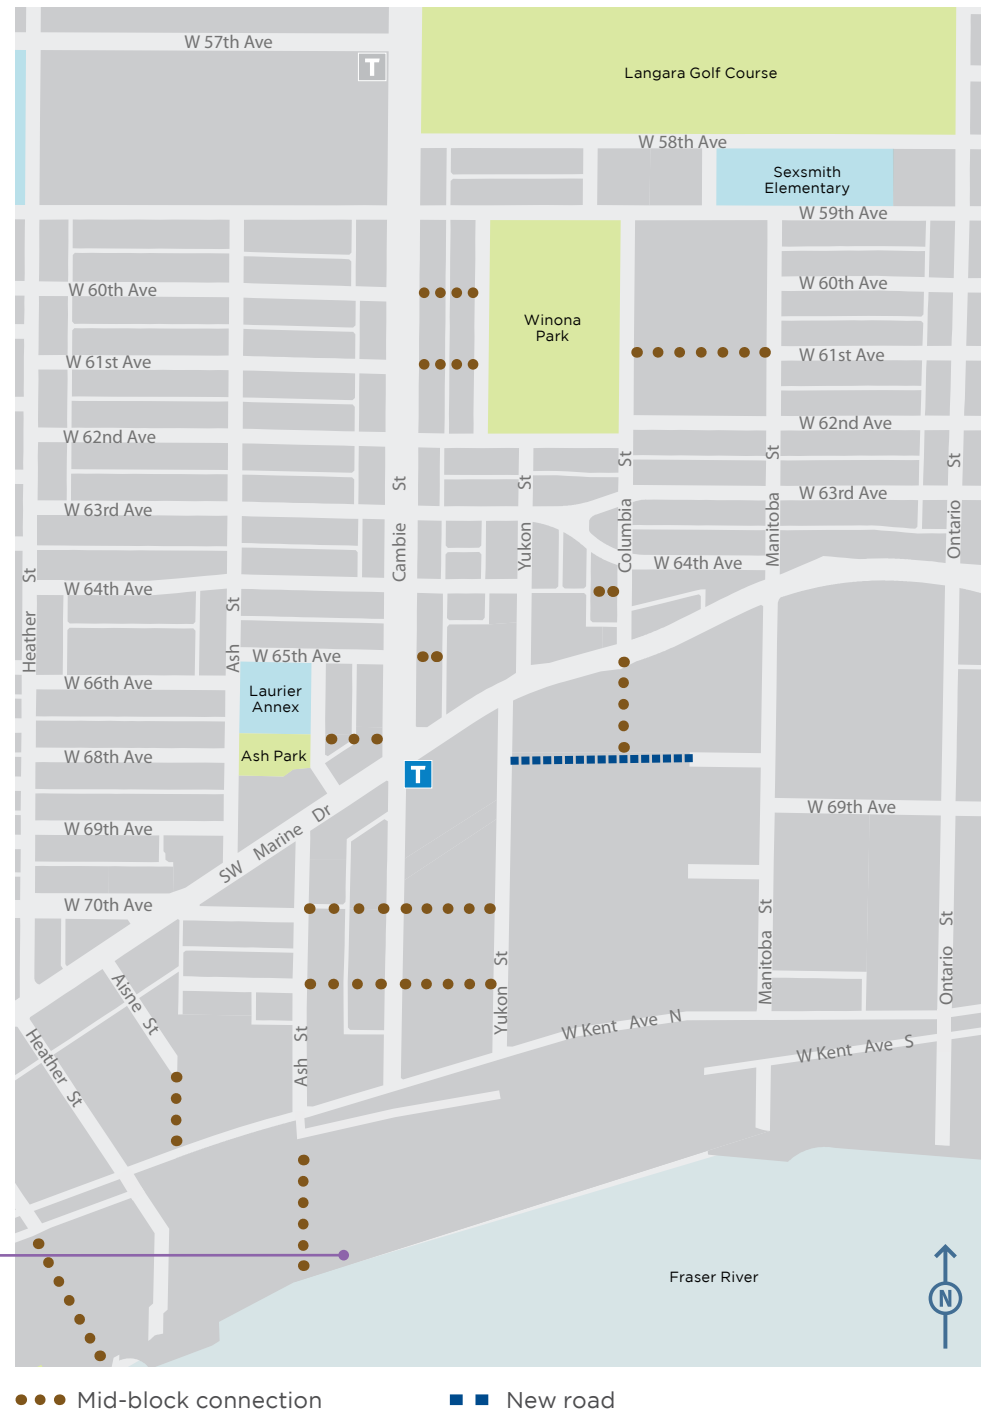 W 57th Ave
T
Langara Golf Course
W 58th Ave
Sexsmith
Elementary
W 59th Ave
W 60th Ave
W 60th Ave
Winona
Park
W 61st Ave
W 61st Ave
W 62nd Ave
W 62nd Ave
Cambie St
Yukon St
Columbia St
Manitoba St
Ontario St
W 63rd Ave
W 63rd Ave
W 64th Ave
W 64th Ave
Heather St
Ash St
W 65th Ave
W 66th Ave
Laurier
Annex
W 68th Ave
Ash Park
T
W 69th Ave
W 69th Ave
SW Marine Dr
W 70th Ave
Manitoba St
Ontario St
Yukon St
Aisne St
Heather St
Ash St
W Kent Ave N
W Kent Ave S
Fraser River
N
Mid-block connection
New road